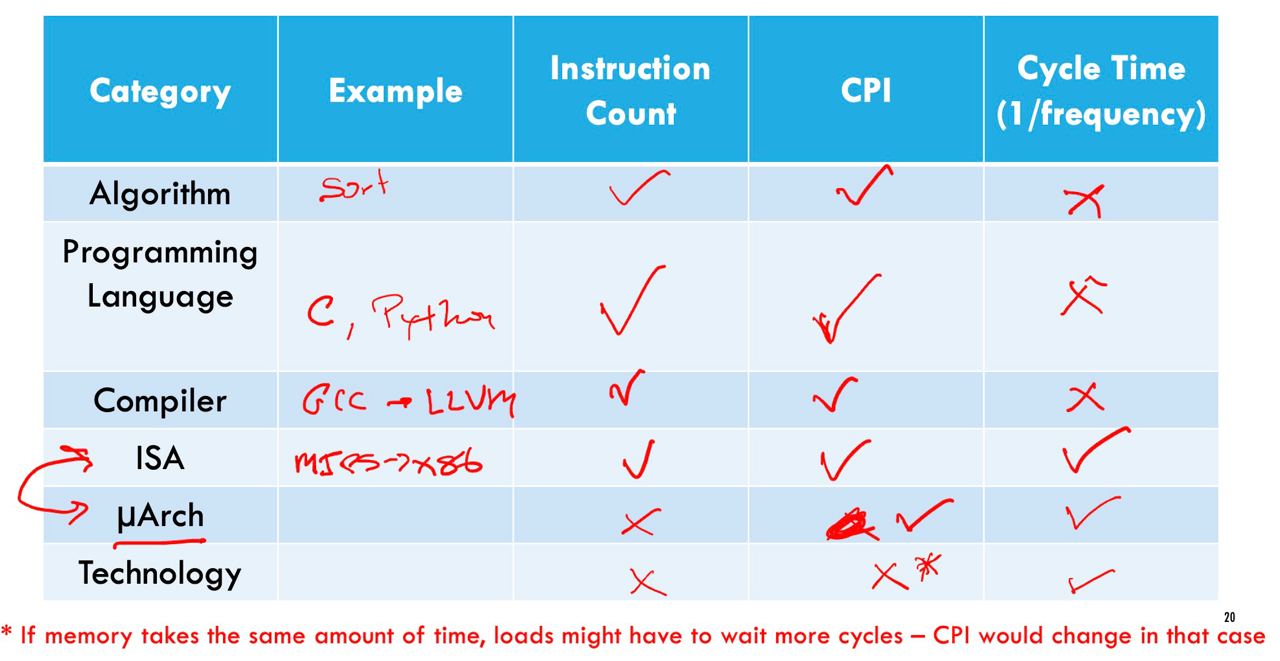 Category Example Instruction Count CPI Cycle Time (1/frequency)
Algorithm Sort ✓ ✓ ✗
Programming Language C, Python ✓ ✓ ✗
Compiler GCC → LLVM ✓ ✓ ✗
ISA MIPS → x86 ✓ ✓ ✓
µArch ✗ ✓ ✓
Technology ✗ ✗* ✓
20
* If memory takes the same amount of time, loads might have to wait more cycles – CPI would change in that case